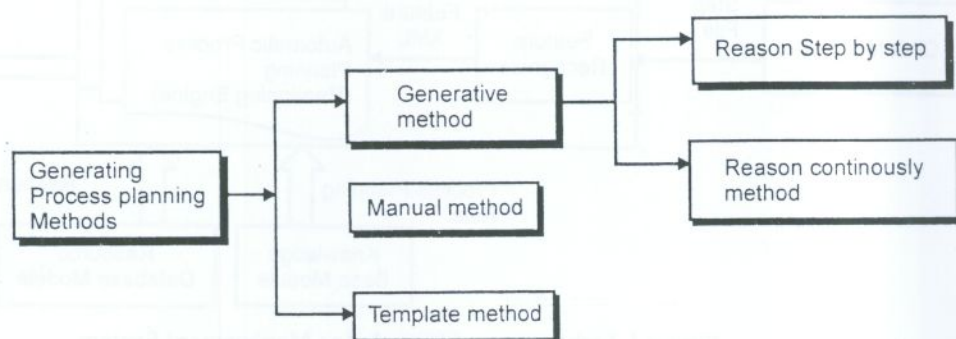 Reason Step by step
Generative
method
Reason continously
method
Generating
Process planning
Methods
Manual method
Template method